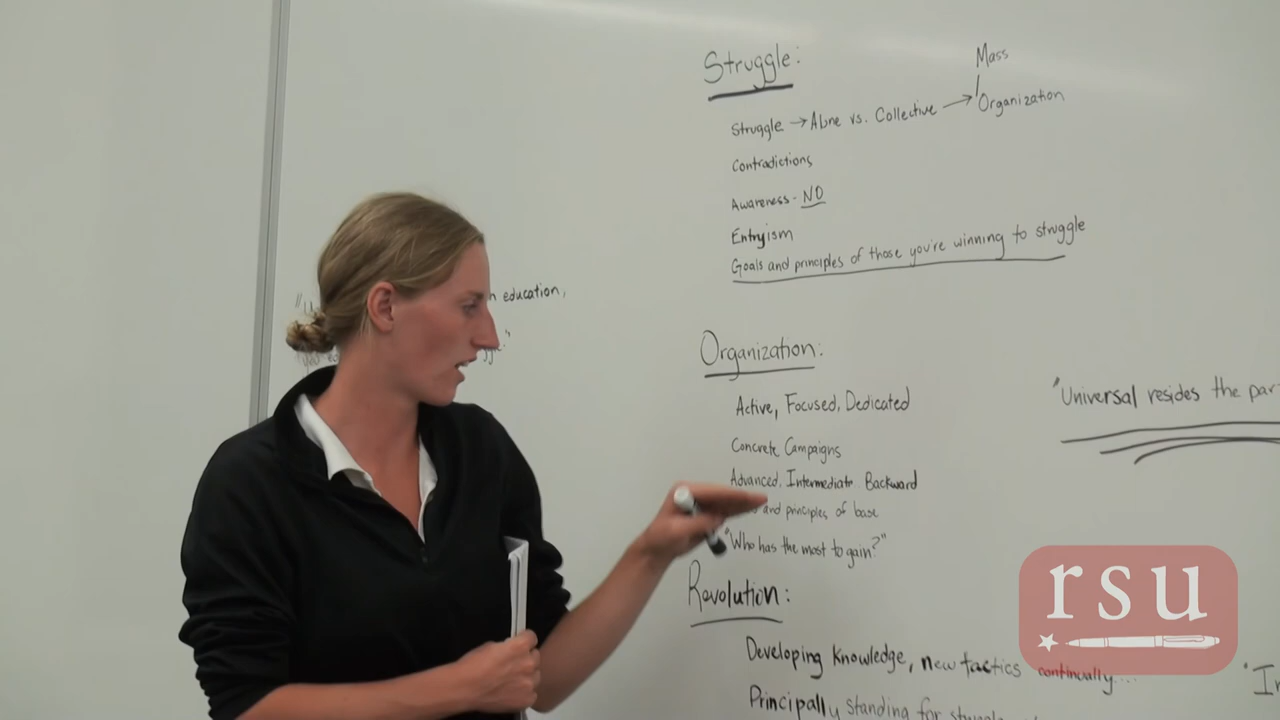 Struggle:
Mass
Struggle → Alone vs. Collective → Organization
Contradictions
Awareness - NO
Entryism
Goals and principles of those you're winning to struggle
education,
Organization:
Active, Focused, Dedicated
"Universal resides the par
Concrete Campaigns
Advanced, Intermediate Backward
and principles of base
"Who has the most to gain?"
Revolution:
Developing knowledge, new tactics continually....
Principally standing for
rsu